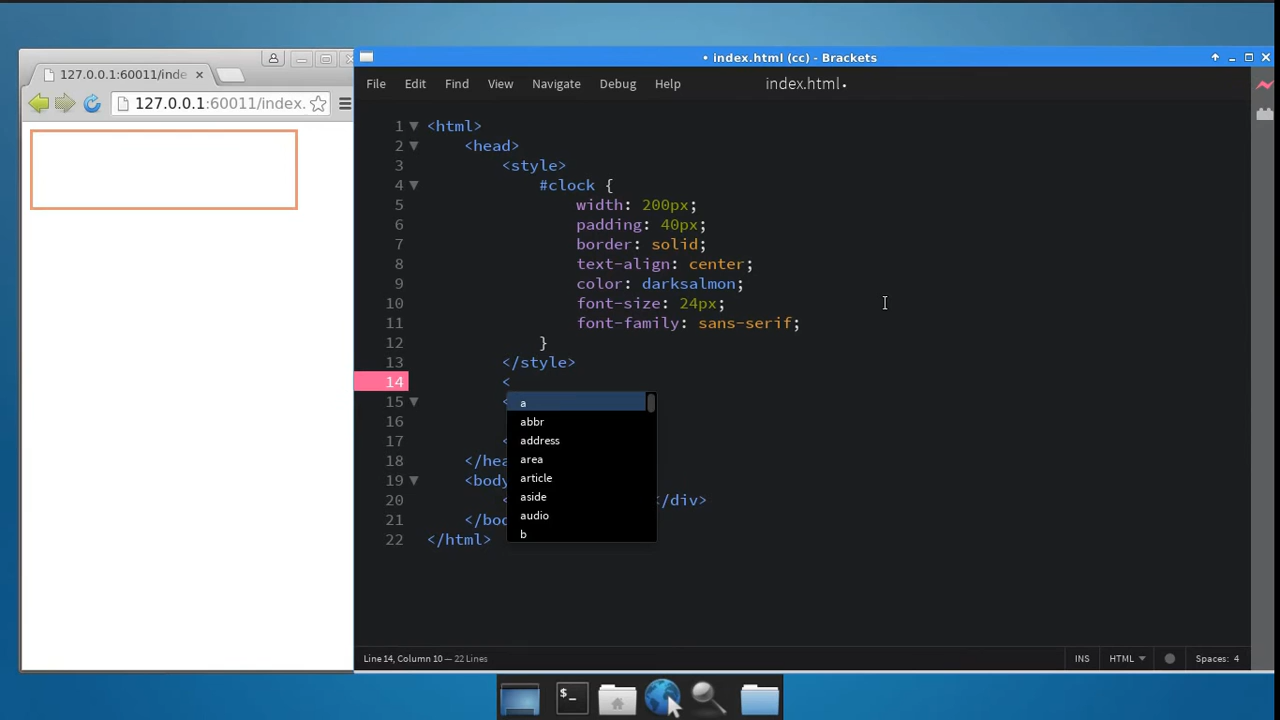 • index.html (cc) - Brackets
127.0.0.1:60011/inde
127.0.0.1:60011/index.
File Edit Find View Navigate Debug Help
index.html •
1 <html>
2 <head>
3 <style>
4 #clock {
5 width: 200px;
6 padding: 40px;
7 border: solid;
8 text-align: center;
9 color: darksalmon;
10 font-size: 24px;
11 font-family: sans-serif;
12 }
13 </style>
14 <
15 <
16
17 <
18 </hea
19 <body
20 < </div>
21 </bod
22 </html>
a
abbr
address
area
article
aside
audio
b
Line 14, Column 10 — 22 Lines
INS HTML Spaces: 4
>_